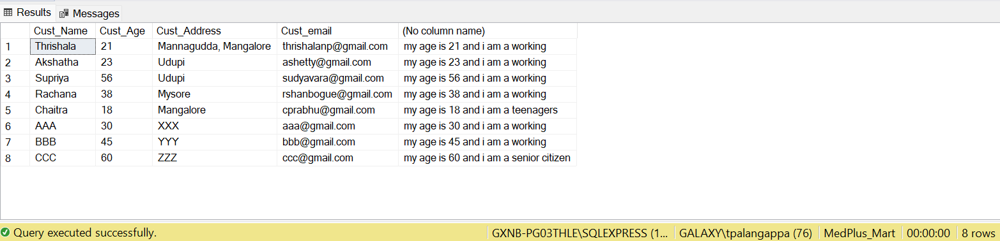 Results Messages
Cust_Name Cust_Age Cust_Address Cust_email (No column name)
1 Thrishala 21 Mannagudda, Mangalore thrishalanp@gmail.com my age is 21 and i am a working
2 Akshatha 23 Udupi ashetty@gmail.com my age is 23 and i am a working
3 Supriya 56 Udupi sudyavara@gmail.com my age is 56 and i am a working
4 Rachana 38 Mysore rshanbogue@gmail.com my age is 38 and i am a working
5 Chaitra 18 Mangalore cprabhu@gmail.com my age is 18 and i am a teenagers
6 AAA 30 XXX aaa@gmail.com my age is 30 and i am a working
7 BBB 45 YYY bbb@gmail.com my age is 45 and i am a working
8 CCC 60 ZZZ ccc@gmail.com my age is 60 and i am a senior citizen
Query executed successfully. GXNB-PG03THLE\SQLEXPRESS (1... GALAXY\tpalangappa (76) MedPlus_Mart 00:00:00 8 rows